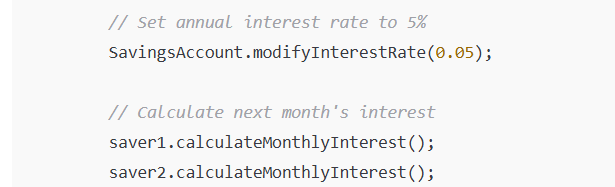 // Set annual interest rate to 5%
SavingsAccount.modifyInterestRate(0.05);
// Calculate next month's interest
saver1.calculateMonthlyInterest();
saver2.calculateMonthlyInterest();